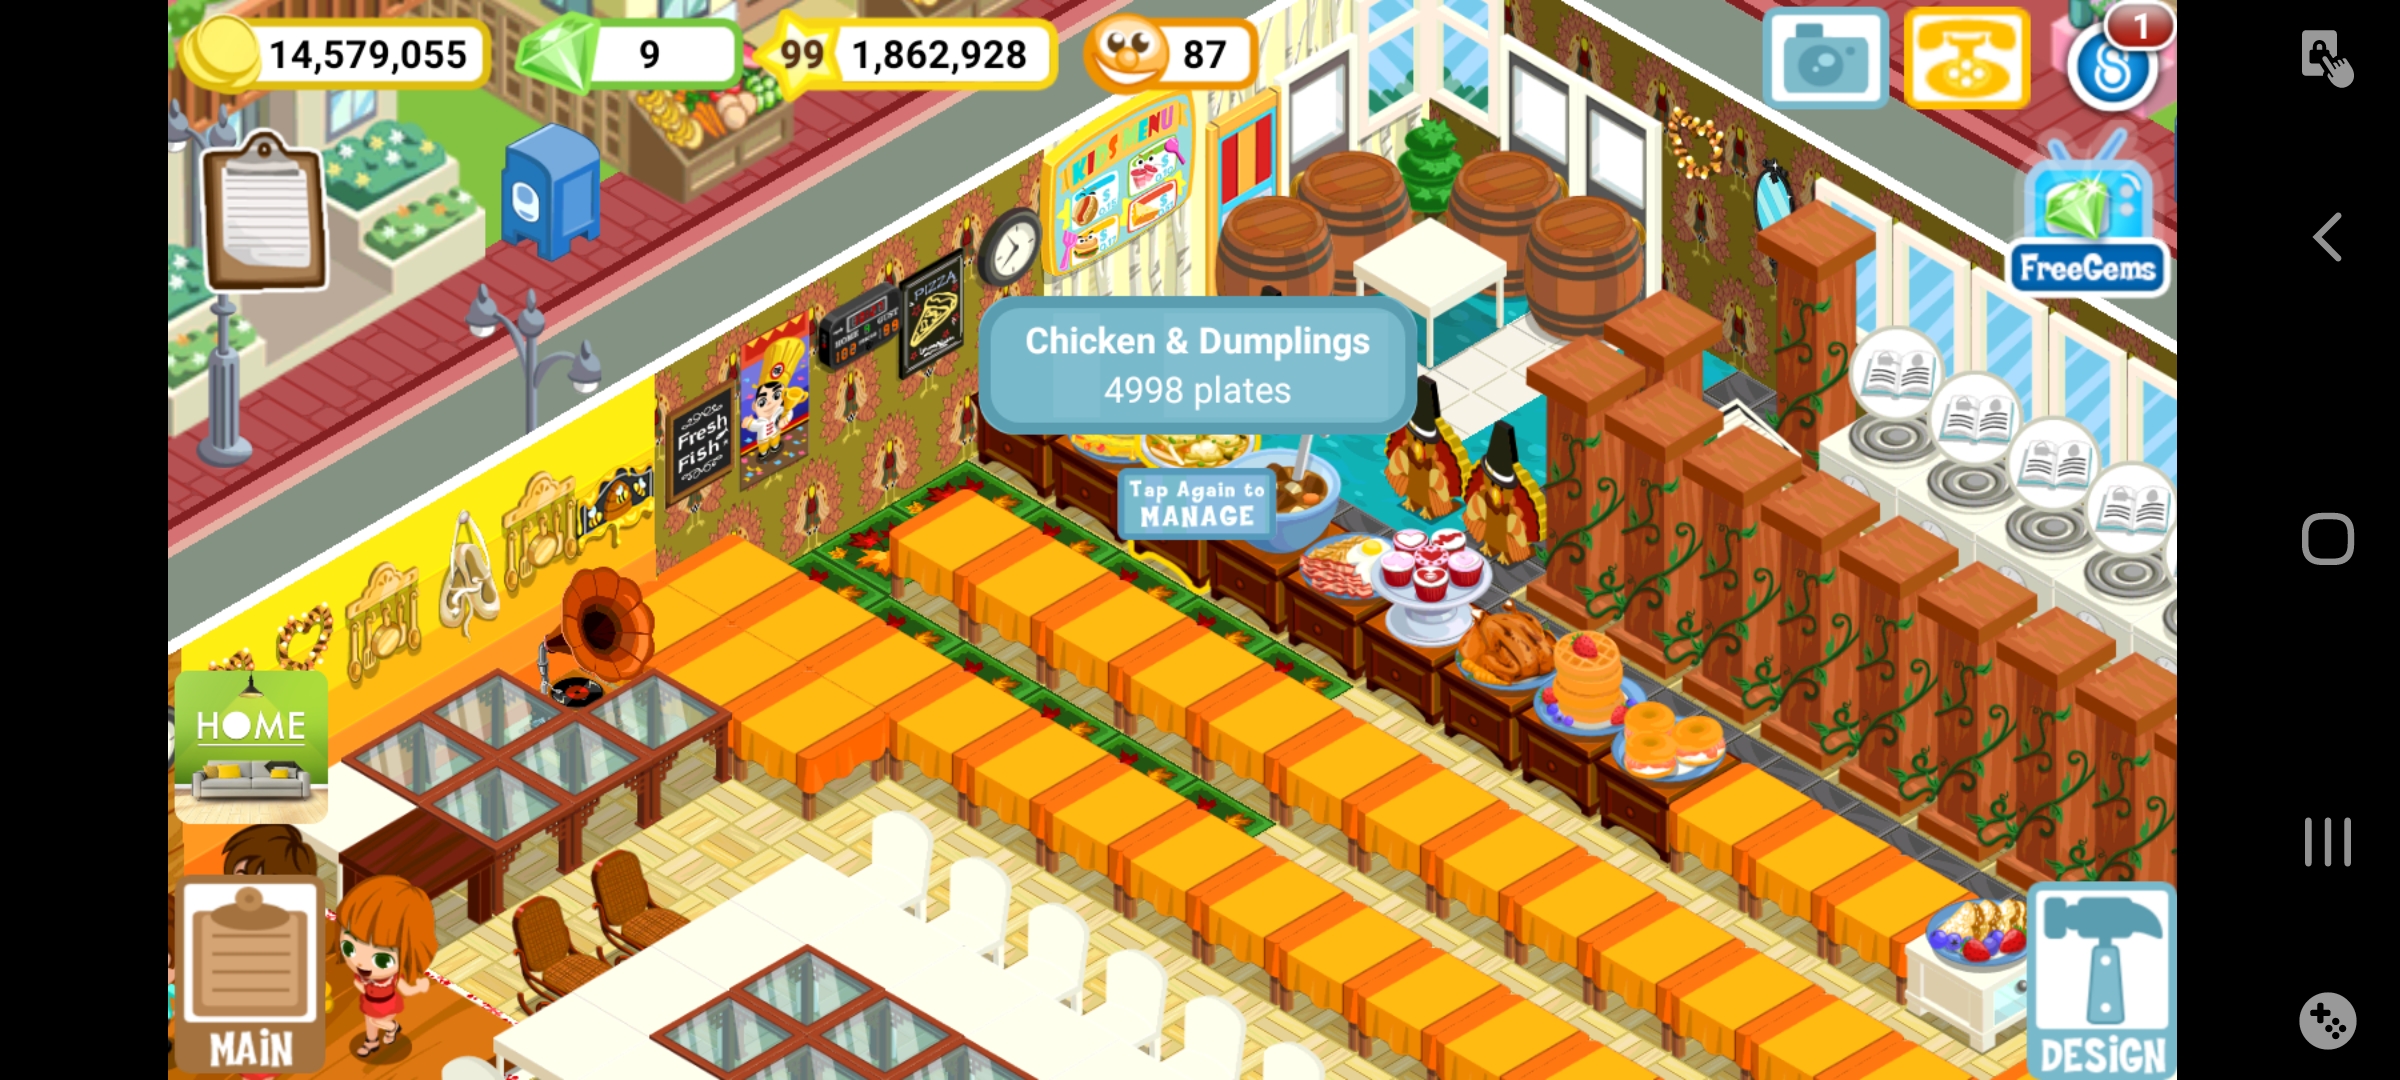 14,579,055
9
99
1,862,928
87
1
KIDS MENU
FreeGems
PIZZA
Fresh
Fish
Chicken & Dumplings
4998 plates
Tap Again to
MANAGE
HOME
MAIN
DESIGN